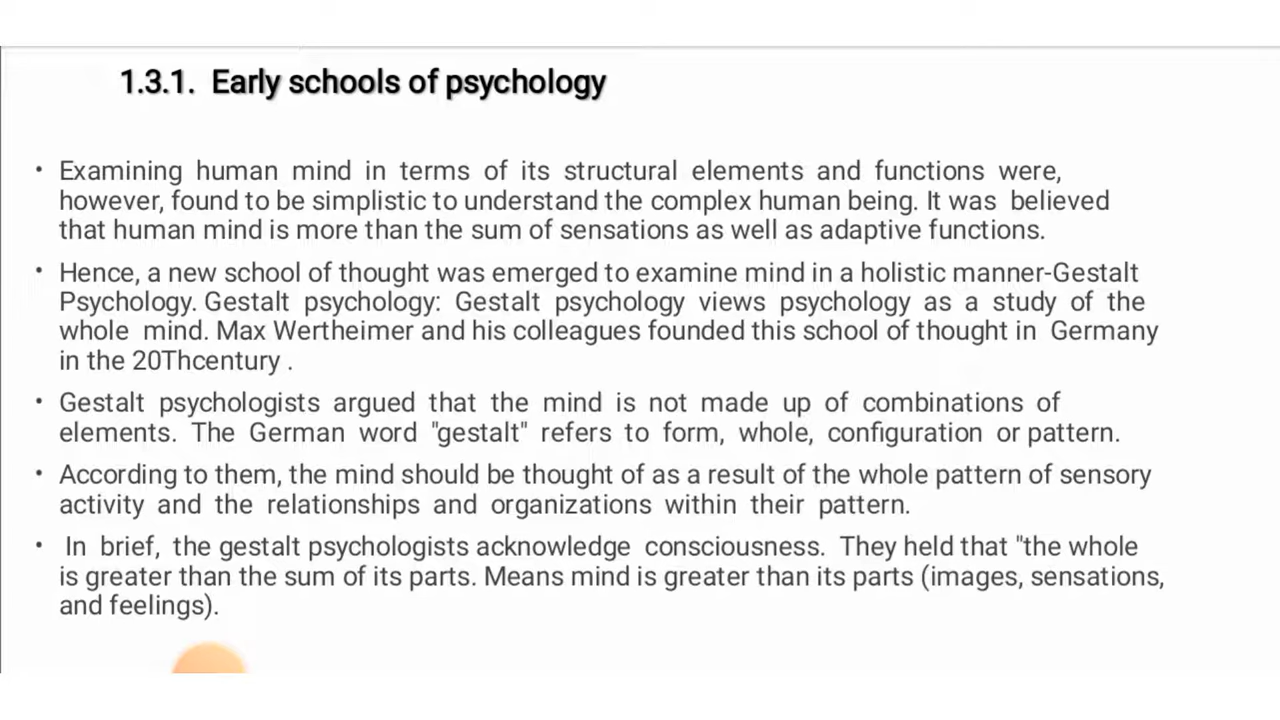 1.3.1. Early schools of psychology
• Examining human mind in terms of its structural elements and functions were,
however, found to be simplistic to understand the complex human being. It was believed
that human mind is more than the sum of sensations as well as adaptive functions.
• Hence, a new school of thought was emerged to examine mind in a holistic manner-Gestalt
Psychology. Gestalt psychology: Gestalt psychology views psychology as a study of the
whole mind. Max Wertheimer and his colleagues founded this school of thought in Germany
in the 20Thcentury .
• Gestalt psychologists argued that the mind is not made up of combinations of
elements. The German word "gestalt" refers to form, whole, configuration or pattern.
• According to them, the mind should be thought of as a result of the whole pattern of sensory
activity and the relationships and organizations within their pattern.
• In brief, the gestalt psychologists acknowledge consciousness. They held that "the whole
is greater than the sum of its parts. Means mind is greater than its parts (images, sensations,
and feelings).